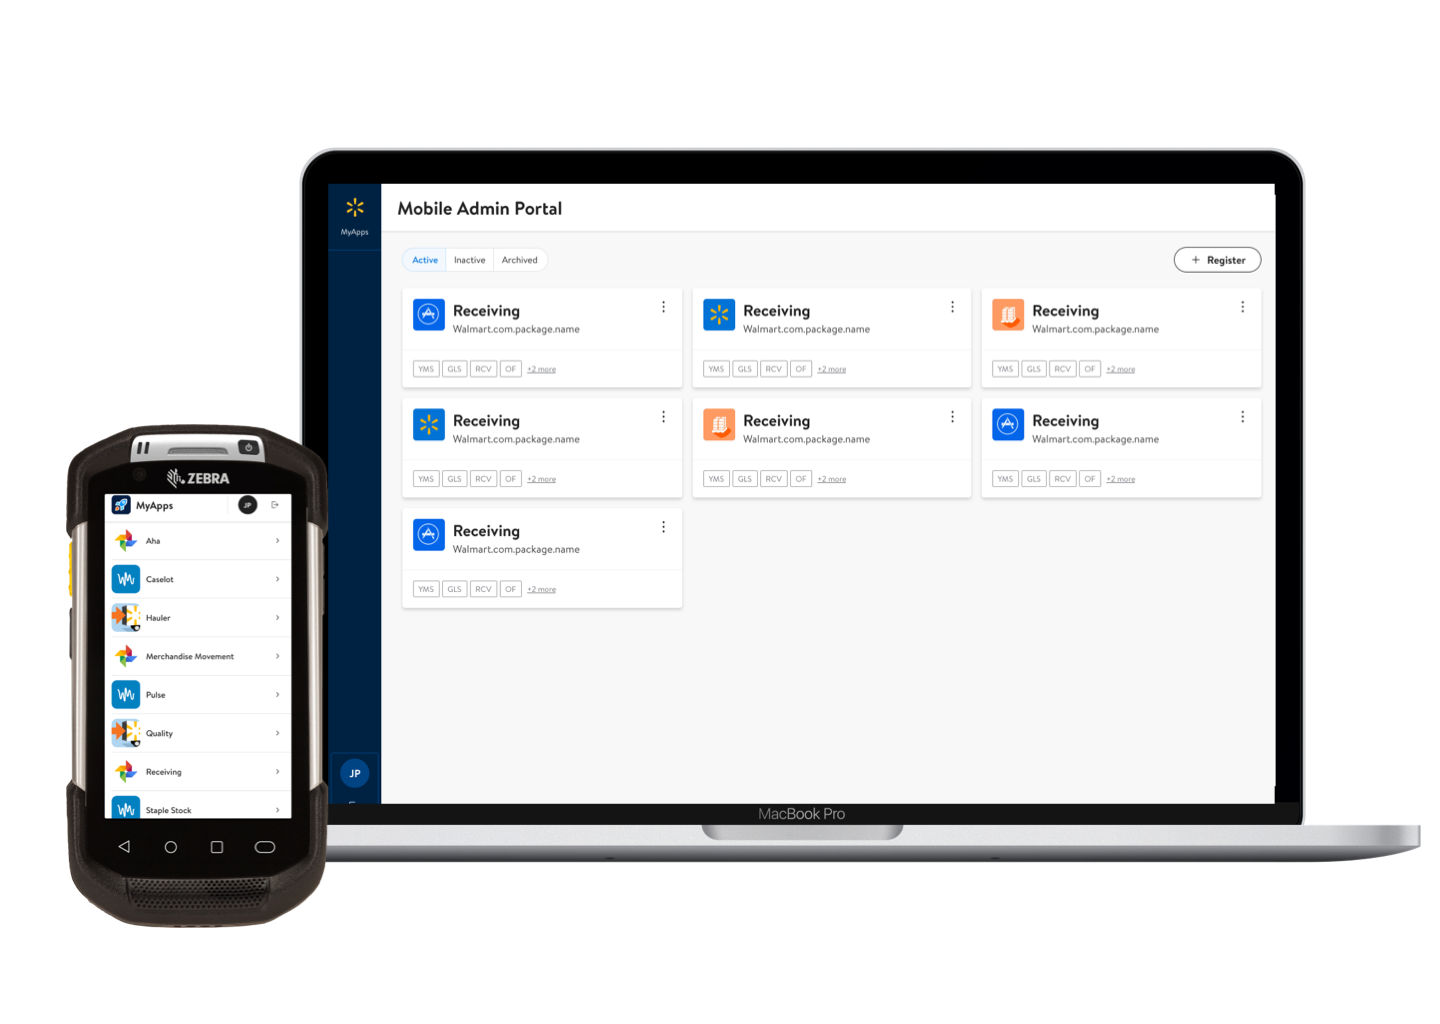 MyApps
Mobile Admin Portal
Active Inactive Archived
+ Register
Receiving
Walmart.com.package.name
YMS GLS RCV OF +2 more
Receiving
Walmart.com.package.name
YMS GLS RCV OF +2 more
Receiving
Walmart.com.package.name
YMS GLS RCV OF +2 more
Receiving
Walmart.com.package.name
YMS GLS RCV OF +2 more
Receiving
Walmart.com.package.name
YMS GLS RCV OF +2 more
Receiving
Walmart.com.package.name
YMS GLS RCV OF +2 more
Receiving
Walmart.com.package.name
YMS GLS RCV OF +2 more
JP
MacBook Pro
ZEBRA
MyApps JP
Aha
Caselot
Hauler
Merchandise Movement
Pulse
Quality
Receiving
Staple Stock